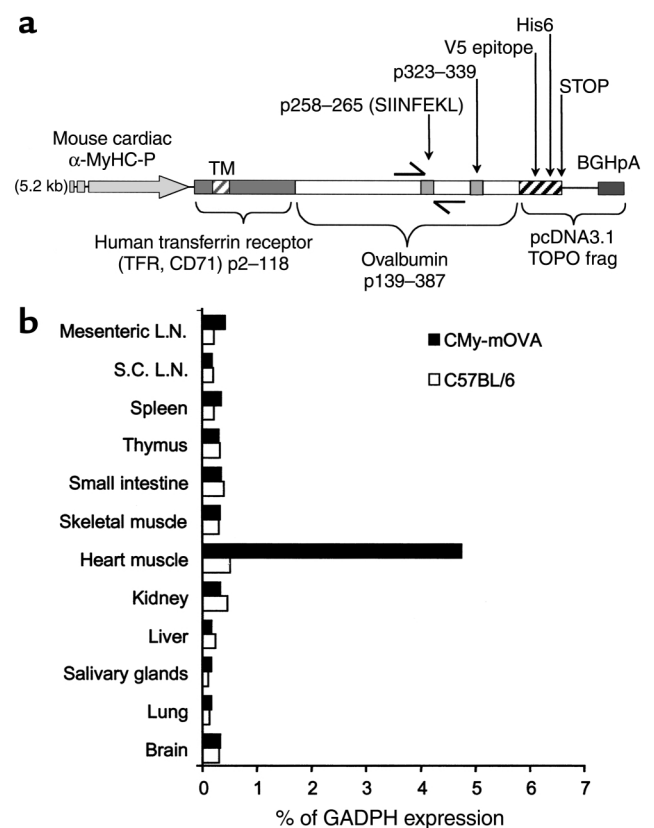 a
His6
V5 epitope
p323–339
STOP
p258–265 (SIINFEKL)
Mouse cardiac
α-MyHC-P
TM
BGHpA
(5.2 kb)
Human transferrin receptor
(TFR, CD71) p2–118
Ovalbumin
p139–387
pcDNA3.1
TOPO frag
b
Mesenteric L.N.
S.C. L.N.
Spleen
Thymus
Small intestine
Skeletal muscle
Heart muscle
Kidney
Liver
Salivary glands
Lung
Brain
CMy-mOVA
C57BL/6
0 1 2 3 4 5 6 7
% of GADPH expression